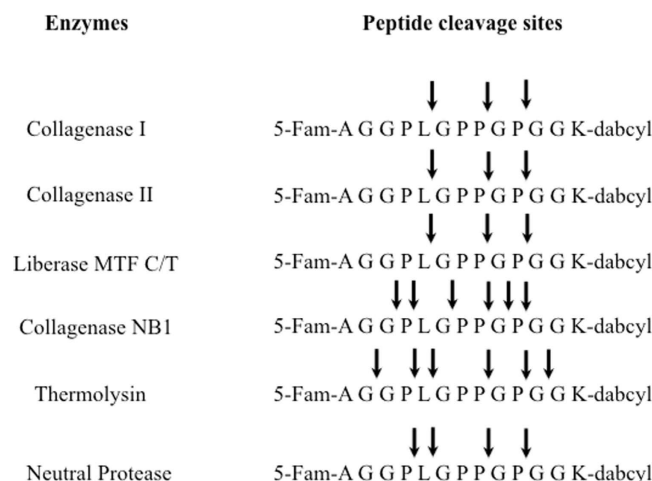 Enzymes Peptide cleavage sites
Collagenase I 5-Fam-A G G P L G P P G P G G K-dabcyl
Collagenase II 5-Fam-A G G P L G P P G P G G K-dabcyl
Liberase MTF C/T 5-Fam-A G G P L G P P G P G G K-dabcyl
Collagenase NB1 5-Fam-A G G P L G P P G P G G K-dabcyl
Thermolysin 5-Fam-A G G P L G P P G P G G K-dabcyl
Neutral Protease 5-Fam-A G G P L G P P G P G G K-dabcyl